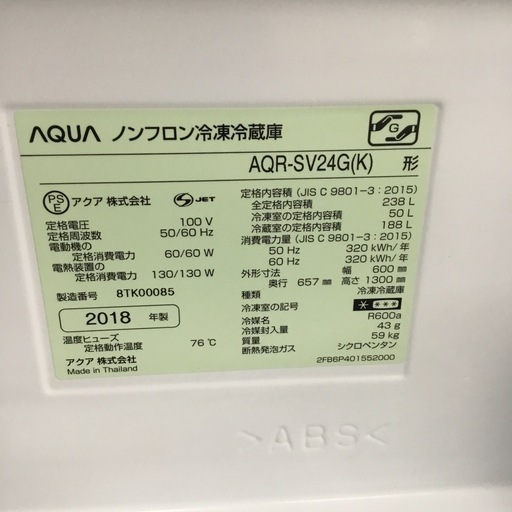 AQUA ノンフロン冷凍冷蔵庫
AQR-SV24G(K) 形
PS E アクア 株式会社 S JET
定格電圧 100 V
定格周波数 50/60 Hz
電動機の
定格消費電力 60/60 W
電熱装置の
定格消費電力 130/130 W
製造番号 8TK00085
2018 年製
温度ヒューズ
定格動作温度 76℃
アクア 株式会社
Made in Thailand
定格内容積 (JIS C 9801-3 : 2015)
全定格内容積 238 L
冷凍室の定格内容積 50 L
冷蔵室の定格内容積 188 L
消費電力量 (JIS C 9801-3 : 2015)
50 Hz 320 kWh/年
60 Hz 320 kWh/年
外形寸法 幅 600 mm
奥行 657 mm 高さ 1300 mm
種類 冷凍冷蔵庫
冷凍室の記号 * ***
冷媒名 R600a
冷媒封入量 43 g
質量 59 kg
断熱発泡ガス シクロペンタン
2FB6P401552000
>ABS<